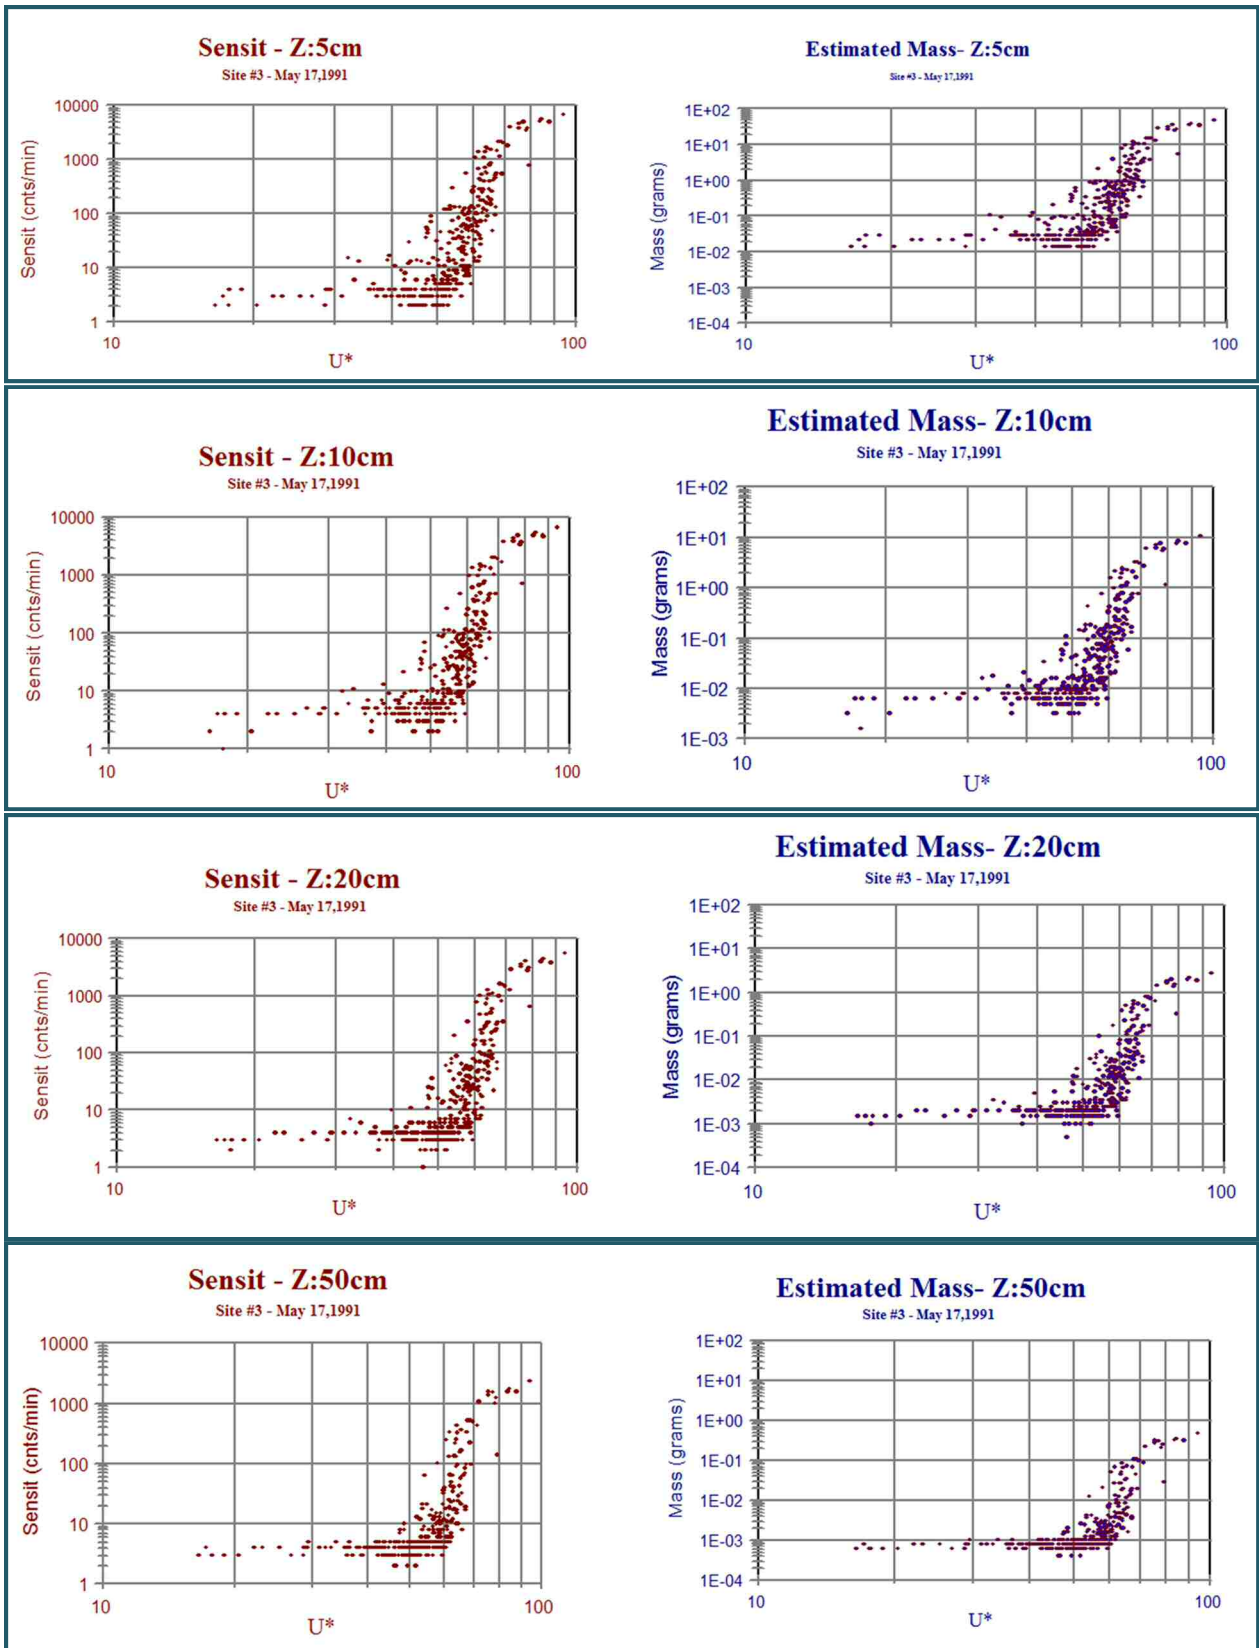 Sensit - Z:5cm
Site #3 - May 17,1991
Sensit (cnts/min)
10000
1000
100
10
1
10
100
U*
Estimated Mass- Z:5cm
Site #3 - May 17,1991
Mass (grams)
1E+02
1E+01
1E+00
1E-01
1E-02
1E-03
1E-04
10
100
U*
Sensit - Z:10cm
Site #3 - May 17,1991
Sensit (cnts/min)
10000
1000
100
10
1
10
100
U*
Estimated Mass- Z:10cm
Site #3 - May 17,1991
Mass (grams)
1E+02
1E+01
1E+00
1E-01
1E-02
1E-03
10
100
U*
Sensit - Z:20cm
Site #3 - May 17,1991
Sensit (cnts/min)
10000
1000
100
10
1
10
100
U*
Estimated Mass- Z:20cm
Site #3 - May 17,1991
Mass (grams)
1E+02
1E+01
1E+00
1E-01
1E-02
1E-03
1E-04
10
100
U*
Sensit - Z:50cm
Site #3 - May 17,1991
Sensit (cnts/min)
10000
1000
100
10
1
10
100
U*
Estimated Mass- Z:50cm
Site #3 - May 17,1991
Mass (grams)
1E+02
1E+01
1E+00
1E-01
1E-02
1E-03
1E-04
10
100
U*